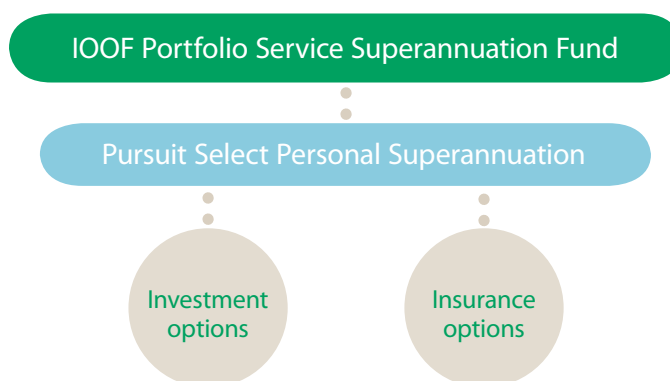 IOOF Portfolio Service Superannuation Fund
Pursuit Select Personal Superannuation
Investment
options
Insurance
options